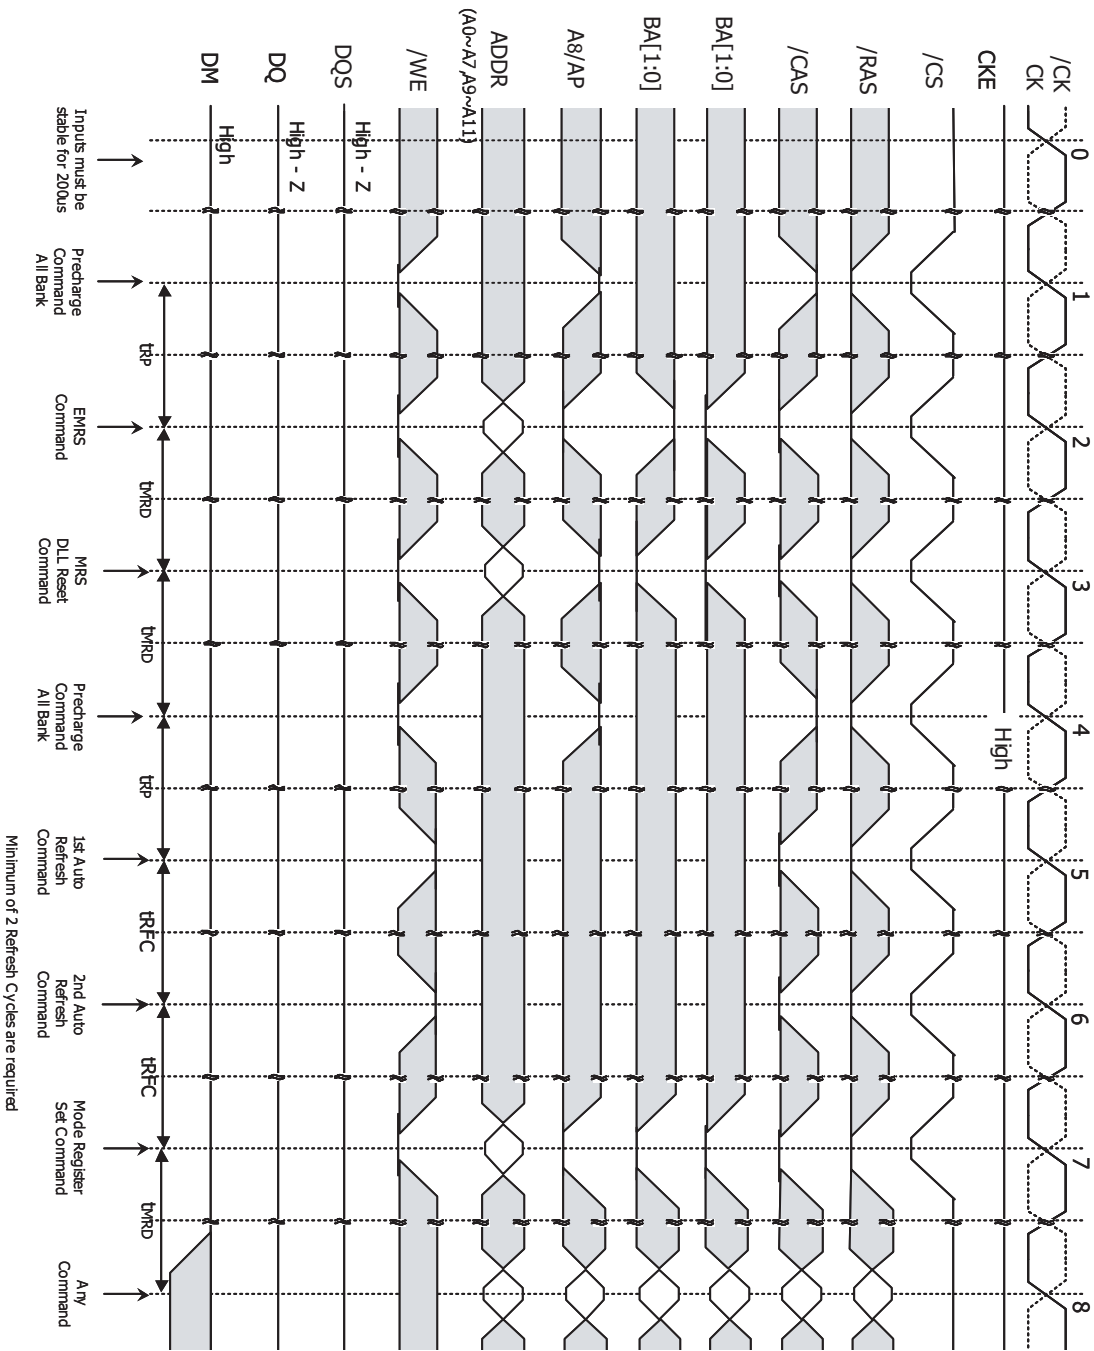 0
1
2
3
4
5
6
7
8
/CK
CK
CKE
High
/CS
/RAS
/CAS
BA[1:0]
BA[1:0]
A8/AP
ADDR
(A0~A7,A9~A11)
/WE
DQS
High - Z
DQ
High - Z
DM
High
tRP
tMRD
tMRD
tRP
tRFC
tRFC
tMRD
Inputs must be
stable for 200us
Precharge
Command
All Bank
EMRS
Command
MRS
DLL Reset
Command
Precharge
Command
All Bank
1st Auto
Refresh
Command
2nd Auto
Refresh
Command
Mode Register
Set Command
Any
Command
Minimum of 2 Refresh Cycles are required